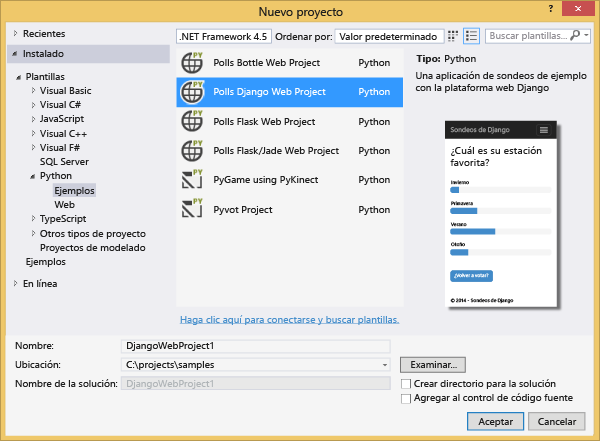 Nuevo proyecto
Recientes
Instalado
Plantillas
Visual Basic
Visual C#
JavaScript
Visual C++
Visual F#
SQL Server
Python
Ejemplos
Web
TypeScript
Otros tipos de proyecto
Proyectos de modelado
Ejemplos
En línea
.NET Framework 4.5 Ordenar por: Valor predeterminado
Buscar plantillas...
PY Polls Bottle Web Project Python
PY Polls Django Web Project Python
PY Polls Flask Web Project Python
PY Polls Flask/Jade Web Project Python
PY PyGame using PyKinect Python
PY Pyvot Project Python
Haga clic aquí para conectarse y buscar plantillas.
Tipo: Python
Una aplicación de sondeos de ejemplo
con la plataforma web Django
Sondeos de Django
¿Cuál es su estación
favorita?
Invierno
Primavera
Verano
Otoño
¿Volver a votar?
© 2014 - Sondeos de Django
Nombre: DjangoWebProject1
Ubicación: C:\projects\samples Examinar...
Nombre de la solución: DjangoWebProject1
Crear directorio para la solución
Agregar al control de código fuente
Aceptar Cancelar